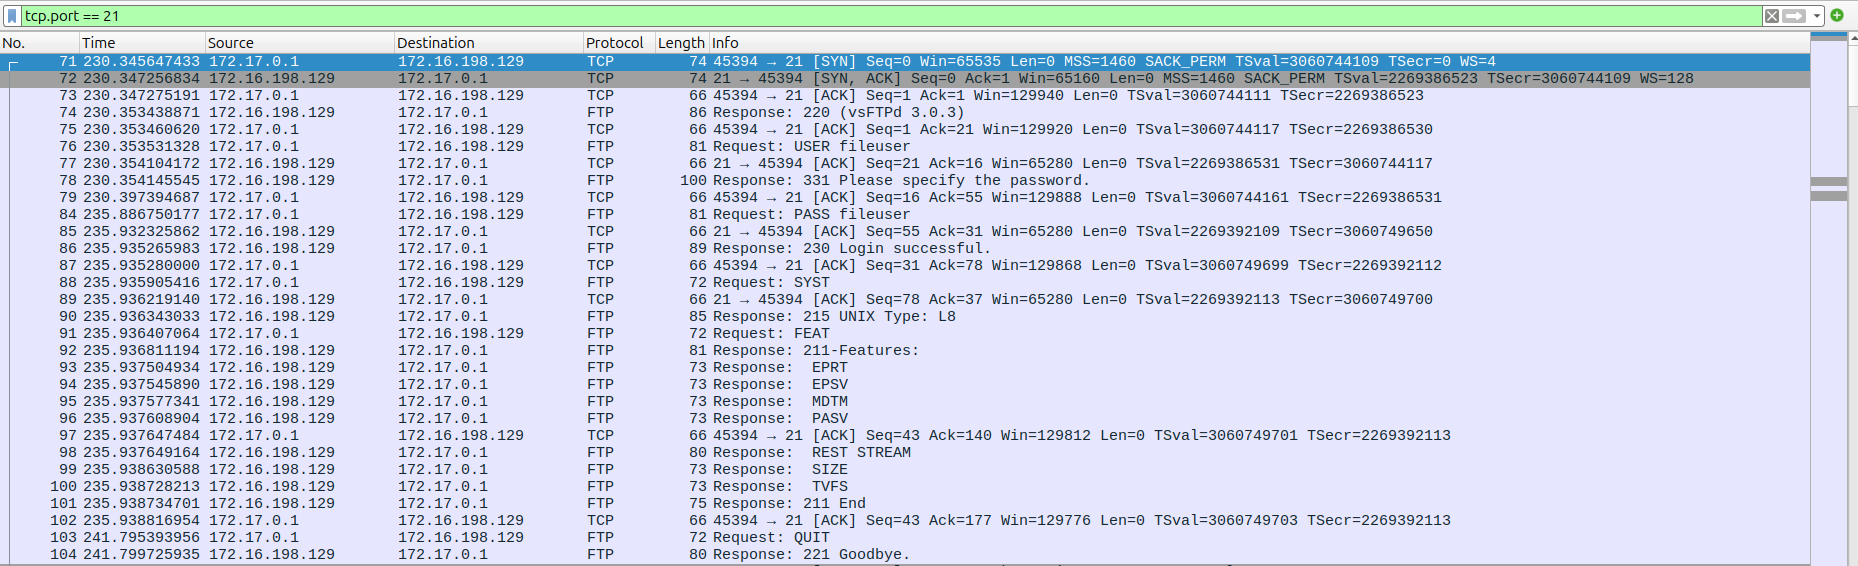 tcp.port == 21
No. Time Source Destination Protocol Length Info
71 230.345647433 172.17.0.1 172.16.198.129 TCP 74 45394 → 21 [SYN] Seq=0 Win=65535 Len=0 MSS=1460 SACK_PERM TSval=3060744109 TSecr=0 WS=4
72 230.347256834 172.16.198.129 172.17.0.1 TCP 74 21 → 45394 [SYN, ACK] Seq=0 Ack=1 Win=65160 Len=0 MSS=1460 SACK_PERM TSval=2269386523 TSecr=3060744109 WS=128
73 230.347275191 172.17.0.1 172.16.198.129 TCP 66 45394 → 21 [ACK] Seq=1 Ack=1 Win=129940 Len=0 TSval=3060744111 TSecr=2269386523
74 230.353438871 172.16.198.129 172.17.0.1 FTP 86 Response: 220 (vsFTPd 3.0.3)
75 230.353460620 172.17.0.1 172.16.198.129 TCP 66 45394 → 21 [ACK] Seq=1 Ack=21 Win=129920 Len=0 TSval=3060744117 TSecr=2269386530
76 230.353531328 172.17.0.1 172.16.198.129 FTP 81 Request: USER fileuser
77 230.354104172 172.16.198.129 172.17.0.1 TCP 66 21 → 45394 [ACK] Seq=21 Ack=16 Win=65280 Len=0 TSval=2269386531 TSecr=3060744117
78 230.354145545 172.16.198.129 172.17.0.1 FTP 100 Response: 331 Please specify the password.
79 230.397394687 172.17.0.1 172.16.198.129 TCP 66 45394 → 21 [ACK] Seq=16 Ack=55 Win=129888 Len=0 TSval=3060744161 TSecr=2269386531
84 235.886750177 172.17.0.1 172.16.198.129 FTP 81 Request: PASS fileuser
85 235.932325862 172.16.198.129 172.17.0.1 TCP 66 21 → 45394 [ACK] Seq=55 Ack=31 Win=65280 Len=0 TSval=2269392109 TSecr=3060749650
86 235.935265983 172.16.198.129 172.17.0.1 FTP 89 Response: 230 Login successful.
87 235.935280000 172.17.0.1 172.16.198.129 TCP 66 45394 → 21 [ACK] Seq=31 Ack=78 Win=129868 Len=0 TSval=3060749699 TSecr=2269392112
88 235.935905416 172.17.0.1 172.16.198.129 FTP 72 Request: SYST
89 235.936219140 172.16.198.129 172.17.0.1 TCP 66 21 → 45394 [ACK] Seq=78 Ack=37 Win=65280 Len=0 TSval=2269392113 TSecr=3060749700
90 235.936343033 172.16.198.129 172.17.0.1 FTP 85 Response: 215 UNIX Type: L8
91 235.936407064 172.17.0.1 172.16.198.129 FTP 72 Request: FEAT
92 235.936811194 172.16.198.129 172.17.0.1 FTP 81 Response: 211-Features:
93 235.937504934 172.16.198.129 172.17.0.1 FTP 73 Response:  EPRT
94 235.937545890 172.16.198.129 172.17.0.1 FTP 73 Response:  EPSV
95 235.937577341 172.16.198.129 172.17.0.1 FTP 73 Response:  MDTM
96 235.937608904 172.16.198.129 172.17.0.1 FTP 73 Response:  PASV
97 235.937647484 172.17.0.1 172.16.198.129 TCP 66 45394 → 21 [ACK] Seq=43 Ack=140 Win=129812 Len=0 TSval=3060749701 TSecr=2269392113
98 235.937649164 172.16.198.129 172.17.0.1 FTP 80 Response:  REST STREAM
99 235.938630588 172.16.198.129 172.17.0.1 FTP 73 Response:  SIZE
100 235.938728213 172.16.198.129 172.17.0.1 FTP 73 Response:  TVFS
101 235.938734701 172.16.198.129 172.17.0.1 FTP 75 Response: 211 End
102 235.938816954 172.17.0.1 172.16.198.129 TCP 66 45394 → 21 [ACK] Seq=43 Ack=177 Win=129776 Len=0 TSval=3060749703 TSecr=2269392113
103 241.795393956 172.17.0.1 172.16.198.129 FTP 72 Request: QUIT
104 241.799725935 172.16.198.129 172.17.0.1 FTP 80 Response: 221 Goodbye.